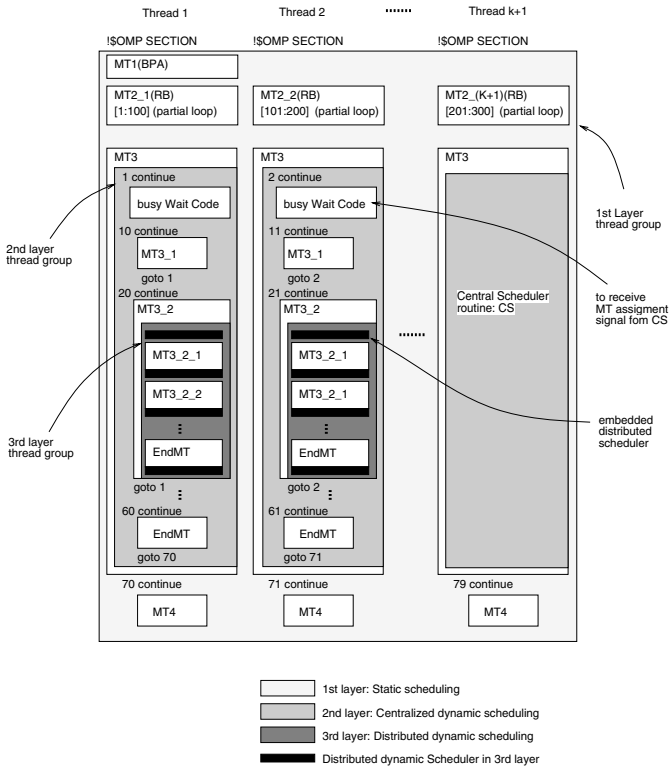 Thread 1
Thread 2
Thread k+1
!$OMP SECTION
!$OMP SECTION
!$OMP SECTION
MT1(BPA)
MT2_1(RB)
[1:100] (partial loop)
MT2_2(RB)
[101:200] (partial loop)
MT2_(K+1)(RB)
[201:300] (partial loop)
MT3
1 continue
busy Wait Code
10 continue
MT3_1
goto 1
20 continue
MT3_2
MT3_2_1
MT3_2_2
EndMT
goto 1
60 continue
EndMT
goto 70
70 continue
MT4
MT3
2 continue
busy Wait Code
11 continue
MT3_1
goto 2
21 continue
MT3_2
MT3_2_1
MT3_2_1
EndMT
goto 2
61 continue
EndMT
goto 71
71 continue
MT4
MT3
Central Scheduler
routine: CS
79 continue
MT4
2nd layer
thread group
3rd layer
thread group
1st Layer
thread group
to receive
MT assigment
signal fom CS
embedded
distributed
scheduler
1st layer: Static scheduling
2nd layer: Centralized dynamic scheduling
3rd layer: Distributed dynamic scheduling
Distributed dynamic Scheduler in 3rd layer